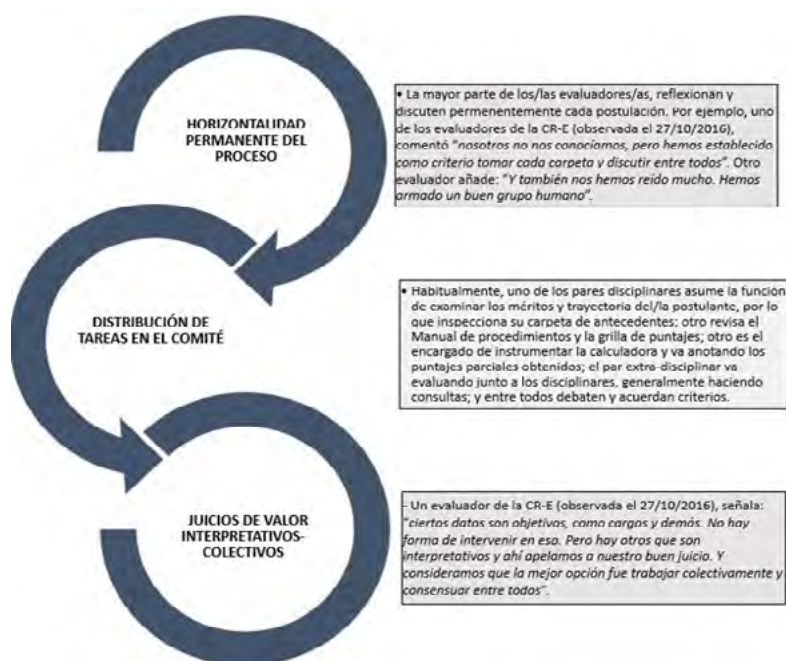 HORIZONTALIDAD
PERMANENTE DEL
PROCESO
• La mayor parte de los/las evaluadores/as, reflexionan y
discuten permenentemente cada postulación. Por ejemplo, uno
de los evaluadores de la CR-E (observada el 27/10/2016),
comentó "nosotros no nos conocíamos, pero hemos establecido
como criterio tomar cada carpeta y discutir entre todos". Otro
evaluador añade: "Y también nos hemos reído mucho. Hemos
armado un buen grupo humano".
DISTRIBUCIÓN DE
TAREAS EN EL COMITÉ
• Habitualmente, uno de los pares disciplinares asume la función
de examinar los méritos y trayectoria del/la postulante, por lo
que inspecciona su carpeta de antecedentes; otro revisa el
Manual de procedimientos y la grilla de puntajes; otro es el
encargado de instrumentar la calculadora y va anotando los
puntajes parciales obtenidos; el par extra-disciplinar va
evaluando junto a los disciplinares, generalmente haciendo
consultas; y entre todos debaten y acuerdan criterios.
JUICIOS DE VALOR
INTERPRETATIVOS-
COLECTIVOS
- Un evaluador de la CR-E (observada el 27/10/2016), señala:
"ciertos datos son objetivos, como cargos y demás. No hay
forma de intervenir en eso. Pero hay otros que son
interpretativos y ahí apelamos a nuestro buen juicio. Y
consideramos que la mejor opción fue trabajar colectivamente y
consensuar entre todos".